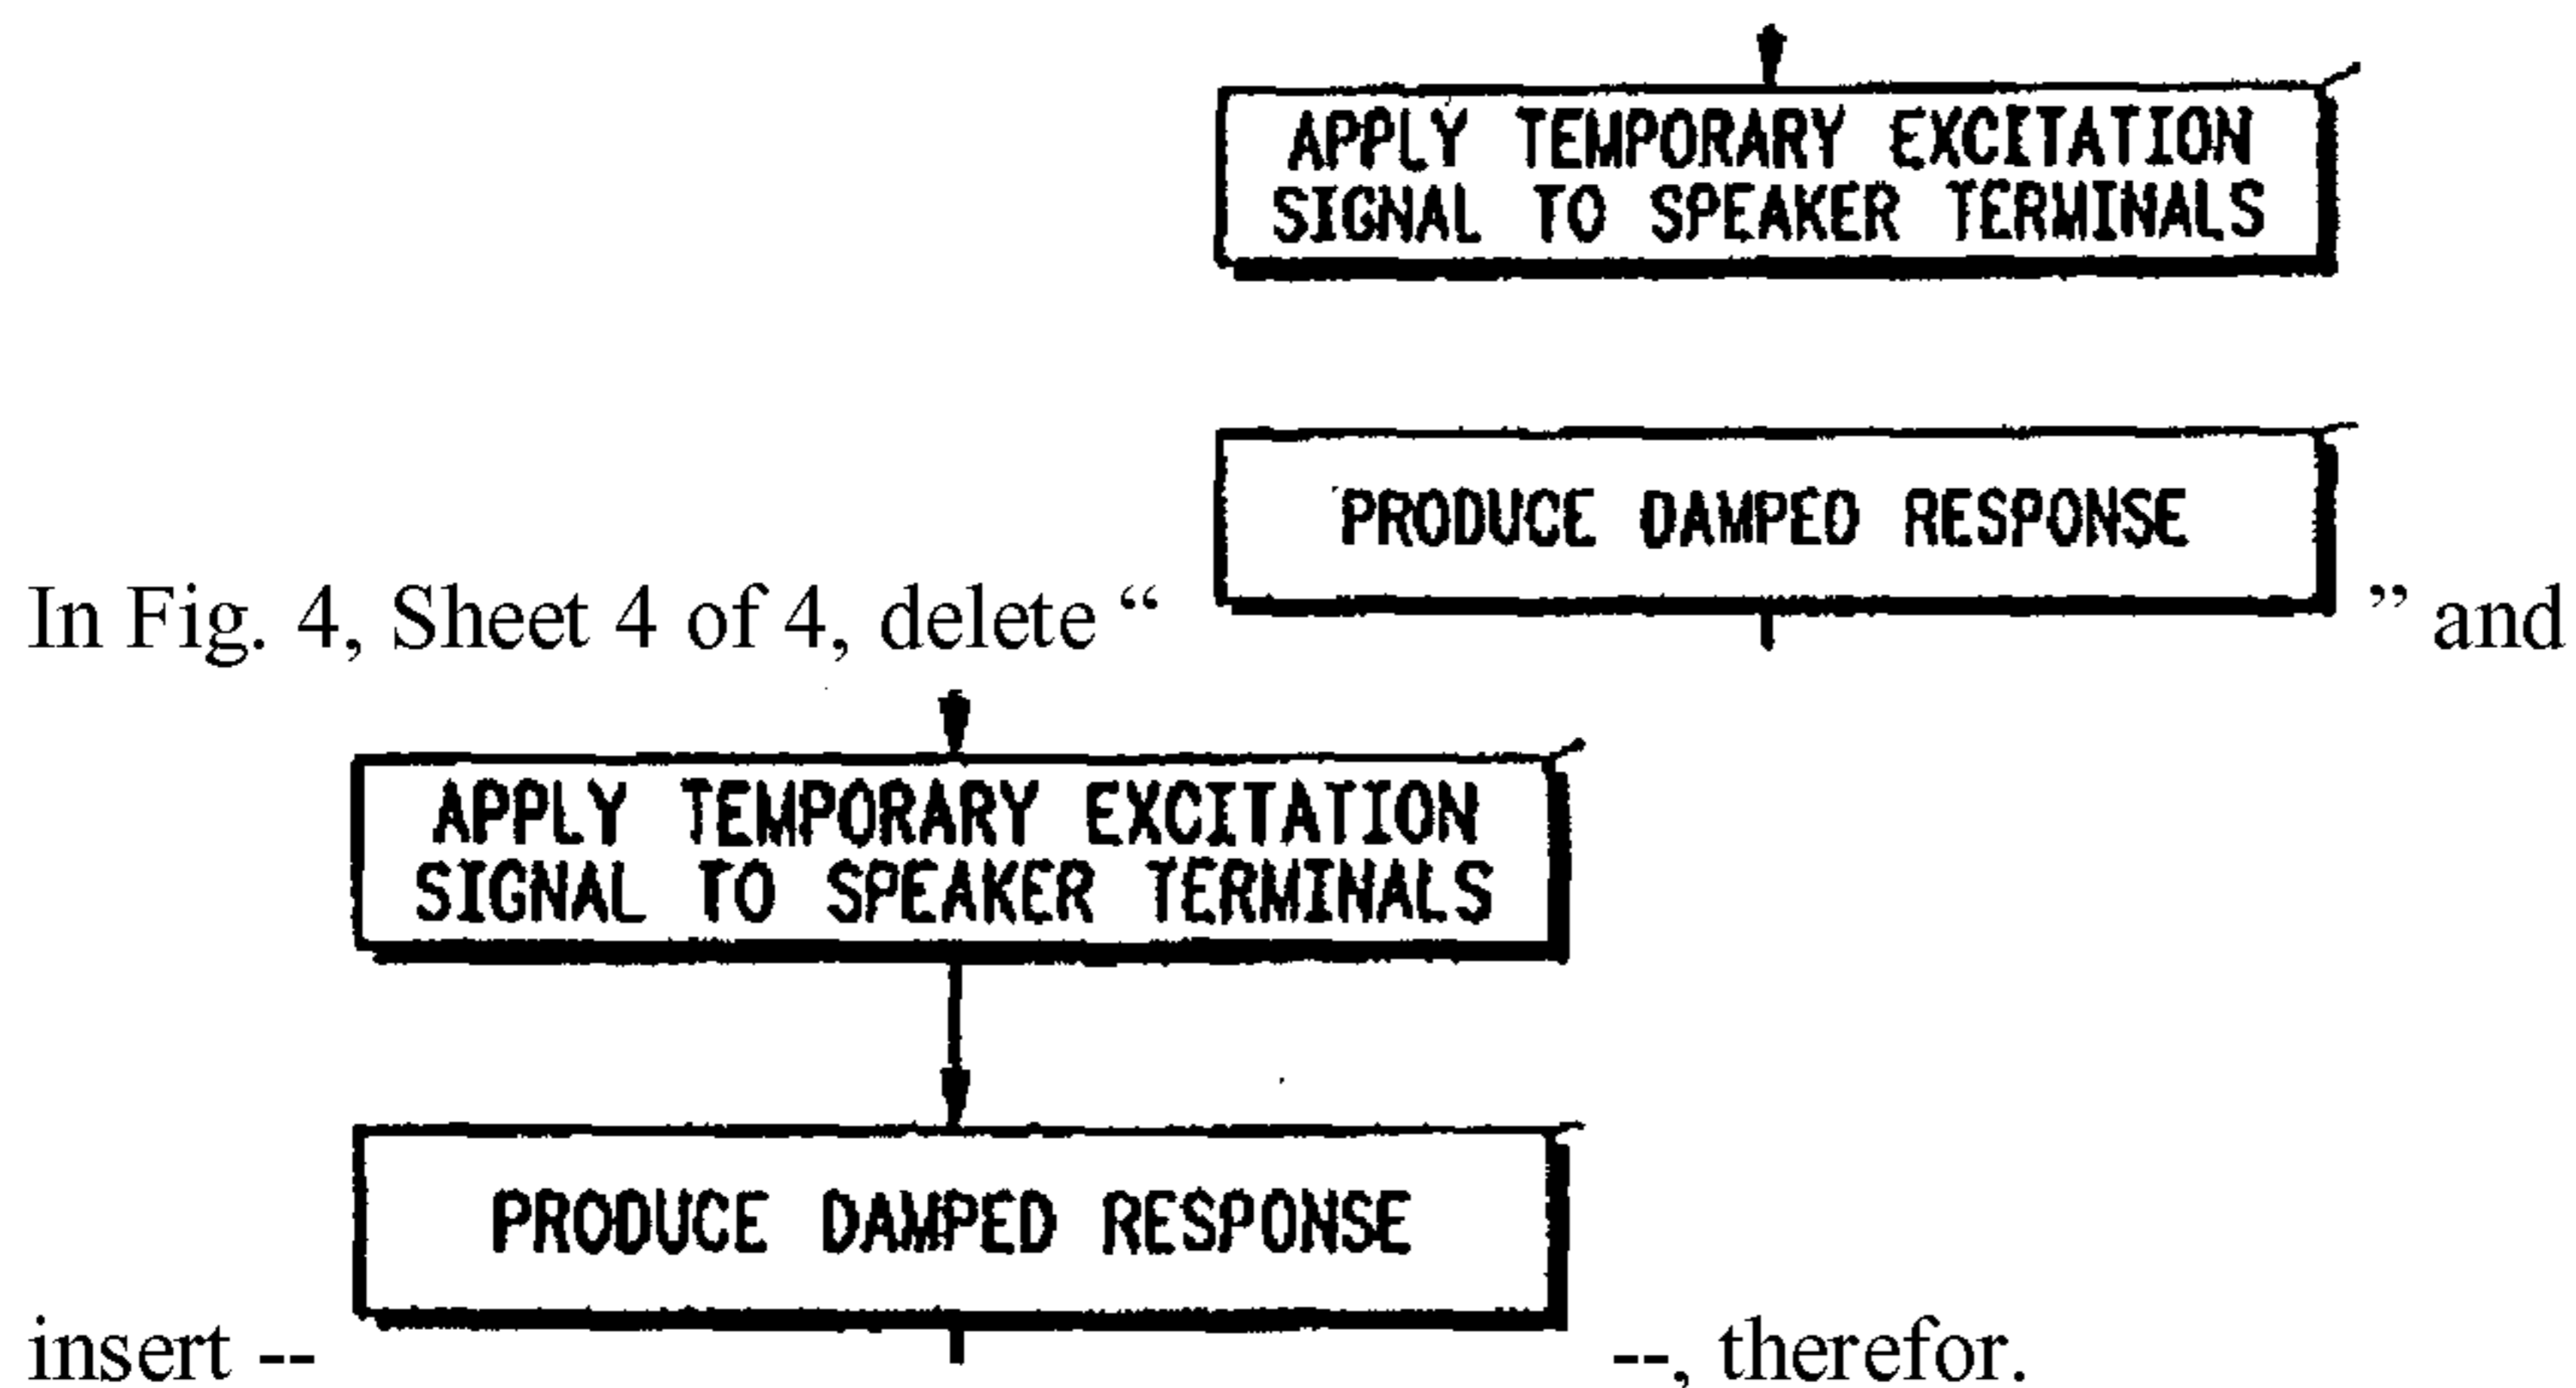 APPLY TEMPORARY EXCITATION
SIGNAL TO SPEAKER TERMINALS
PRODUCE DAMPED RESPONSE
In Fig. 4, Sheet 4 of 4, delete “ ” and
APPLY TEMPORARY EXCITATION
SIGNAL TO SPEAKER TERMINALS
PRODUCE DAMPED RESPONSE
insert -- --, therefor.